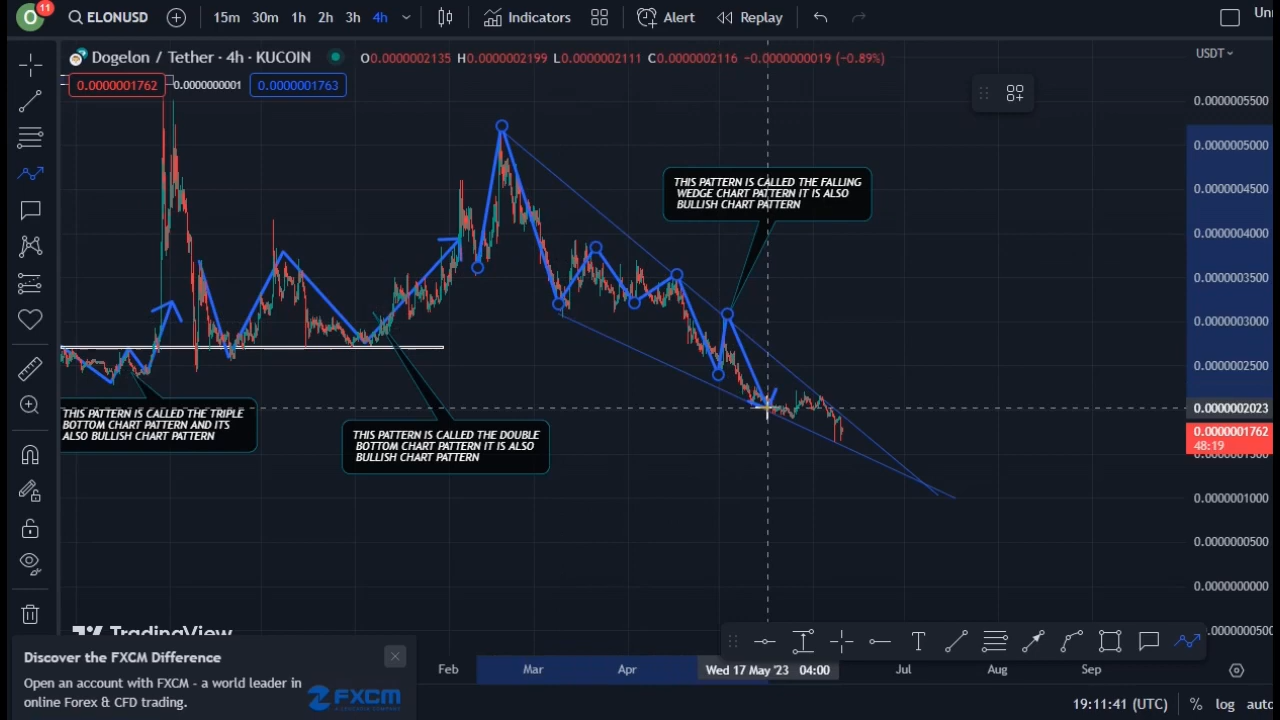 O
11
ELONUSD
15m 30m 1h 2h 3h 4h
Indicators
Alert
Replay
Un
Dogelon / Tether · 4h · KUCOIN
O0.0000002135 H0.0000002199 L0.0000002111 C0.0000002116 −0.0000000019 (−0.89%)
USDT
0.0000001762
0.0000000001
0.0000001763
0.0000005500
0.0000005000
0.0000004500
0.0000004000
0.0000003500
0.0000003000
0.0000002500
0.0000002023
0.0000001762
48:19
0.0000001500
0.0000001000
0.0000000500
0.0000000000
THIS PATTERN IS CALLED THE FALLING
WEDGE CHART PATTERN IT IS ALSO
BULLISH CHART PATTERN
THIS PATTERN IS CALLED THE TRIPLE
BOTTOM CHART PATTERN AND ITS
ALSO BULLISH CHART PATTERN
THIS PATTERN IS CALLED THE DOUBLE
BOTTOM CHART PATTERN IT IS ALSO
BULLISH CHART PATTERN
TradingView
T
Discover the FXCM Difference
Open an account with FXCM - a world leader in
online Forex & CFD trading.
FXCM
Feb Mar Apr Wed 17 May '23 04:00 Jul Aug Sep
19:11:41 (UTC) % log auto